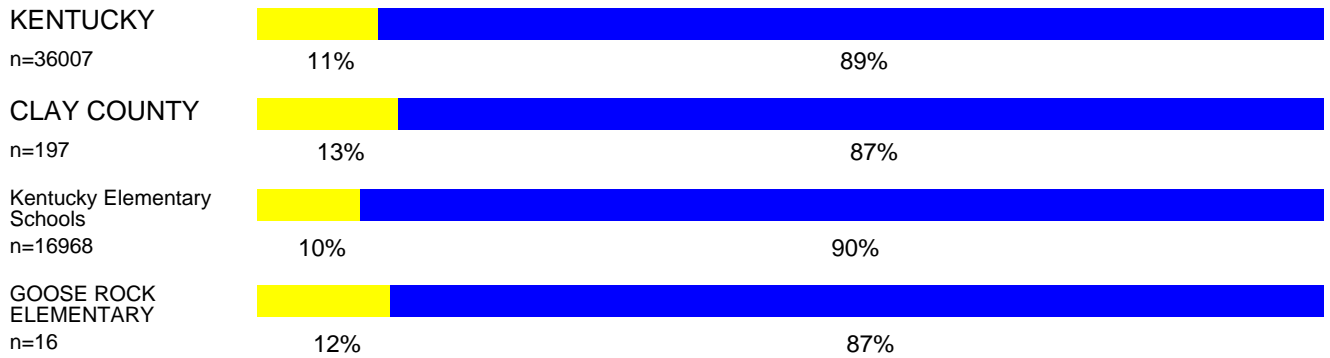 KENTUCKY
n=36007
11% 89%
CLAY COUNTY
n=197
13% 87%
Kentucky Elementary
Schools
n=16968
10% 90%
GOOSE ROCK
ELEMENTARY
n=16
12% 87%